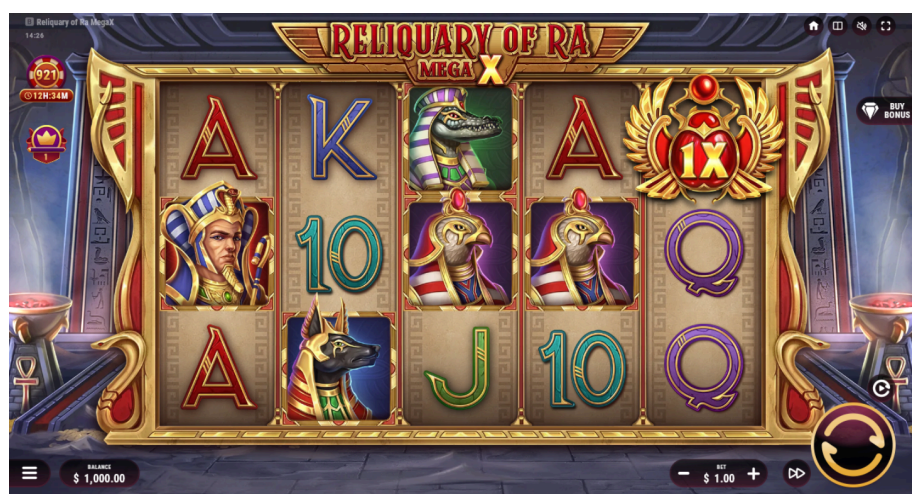 Reliquary of Ra MegaX
14:26
RELIQUARY OF RA
MEGA X
921
12H:34M
1
BUY
BONUS
A
K
A
1X
10
Q
A
J
10
Q
BALANCE
$ 1,000.00
BET
$ 1.00